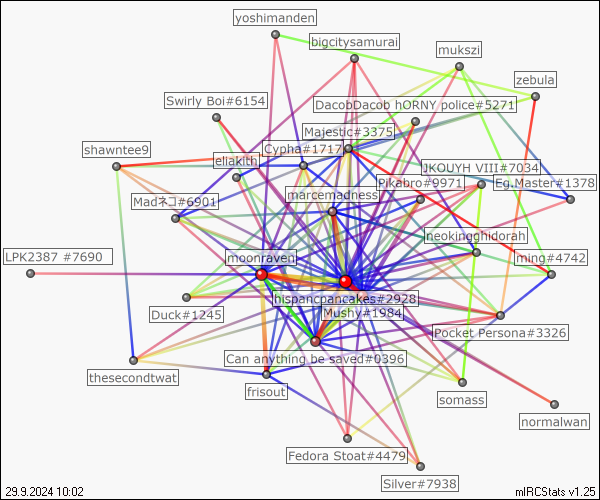 yoshimanden
bigcitysamurai
mukszi
zebula
Swirly Boi#6154
DacobDacob hORNY police#5271
Majestic#3375
shawntee9
Cypha#1717
eliakith
JKOUYH VIII#7034
Pikabro#9971
Eg.Master#1378
marcemadness
Madネコ#6901
neokingghidorah
LPK2387 #7690
moonraven
ming#4742
hispancpancakes#2928
Duck#1245
Mushy#1984
Pocket Persona#3326
Can anything be saved#0396
thesecondtwat
frisout
somass
normalwan
Fedora Stoat#4479
Silver#7938
29.9.2024 10:02
mIRCStats v1.25